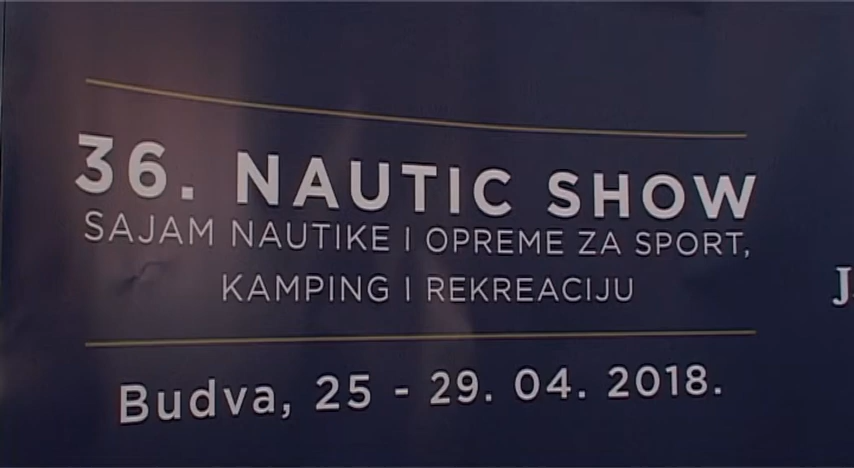 36. NAUTIC SHOW
SAJAM NAUTIKE I OPREME ZA SPORT,
KAMPING I REKREACIJU
Budva, 25 - 29. 04. 2018.